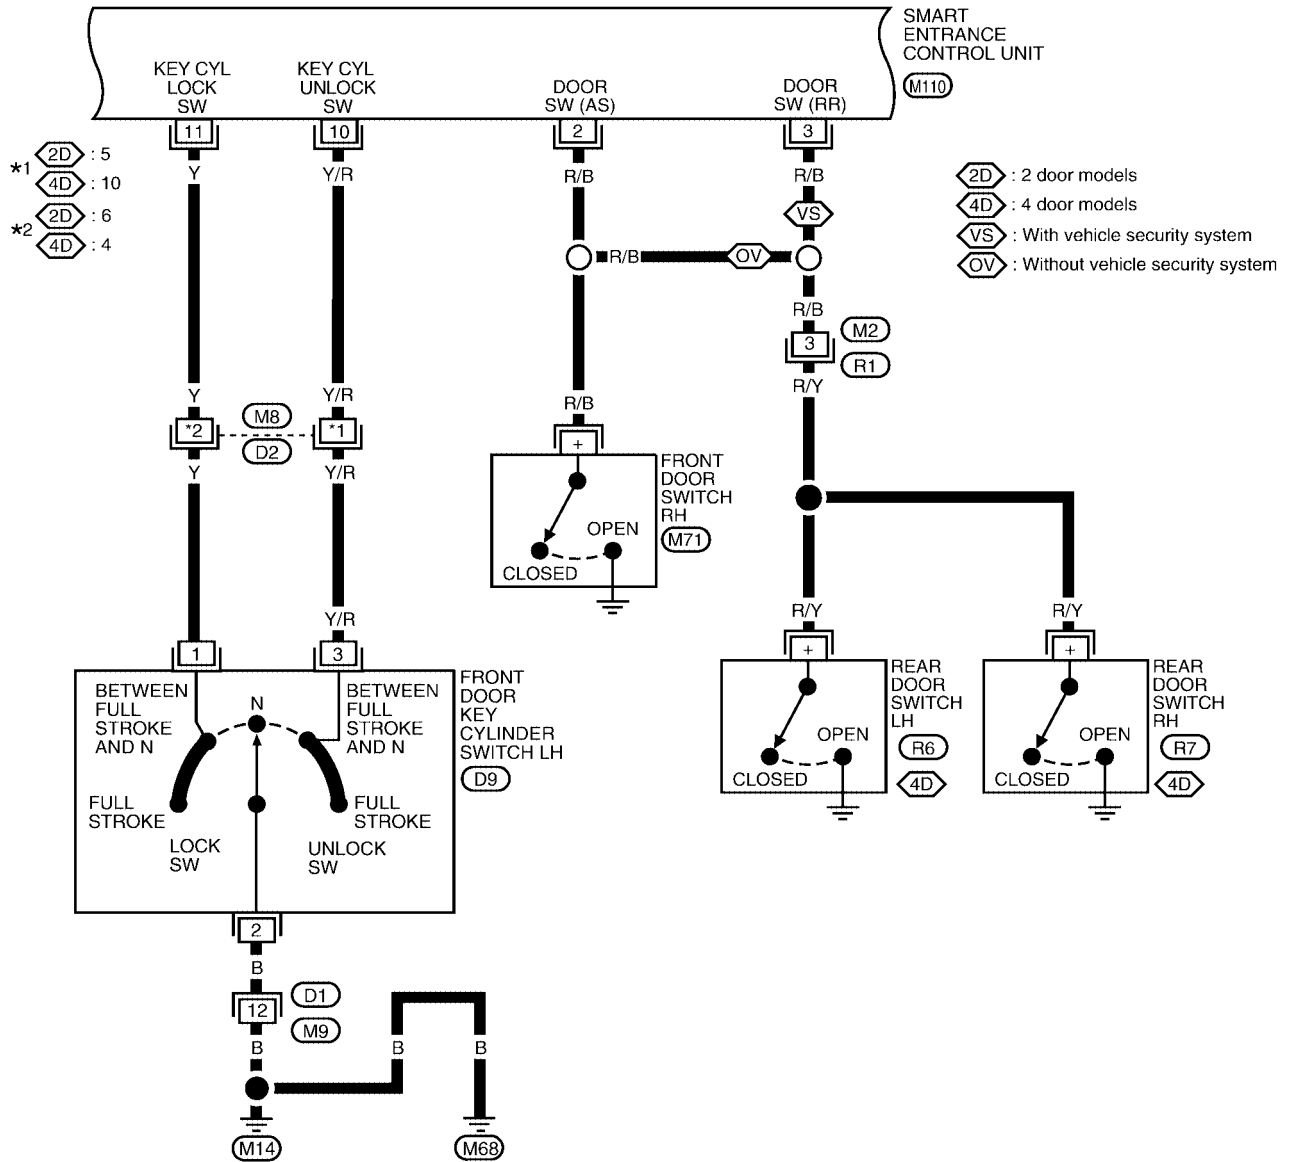 SMART
ENTRANCE
CONTROL UNIT
M110
KEY CYL
LOCK
SW
KEY CYL
UNLOCK
SW
DOOR
SW (AS)
DOOR
SW (RR)
11
10
2
3
*1
2D : 5
4D : 10
*2
2D : 6
4D : 4
Y
Y/R
R/B
R/B
VS
R/B
OV
2D : 2 door models
4D : 4 door models
VS : With vehicle security system
OV : Without vehicle security system
R/B
3
M2
R1
R/Y
Y
Y/R
R/B
*2
M8
D2
*1
Y
Y/R
+
FRONT
DOOR
SWITCH
RH
M71
OPEN
CLOSED
Y/R
R/Y
R/Y
1
3
+
+
BETWEEN
FULL
STROKE
AND N
N
BETWEEN
FULL
STROKE
AND N
FULL
STROKE
FULL
STROKE
LOCK
SW
UNLOCK
SW
FRONT
DOOR
KEY
CYLINDER
SWITCH LH
D9
OPEN
CLOSED
REAR
DOOR
SWITCH
LH
R6
4D
OPEN
CLOSED
REAR
DOOR
SWITCH
RH
R7
4D
2
B
12
D1
M9
B
B
B
M14
M68